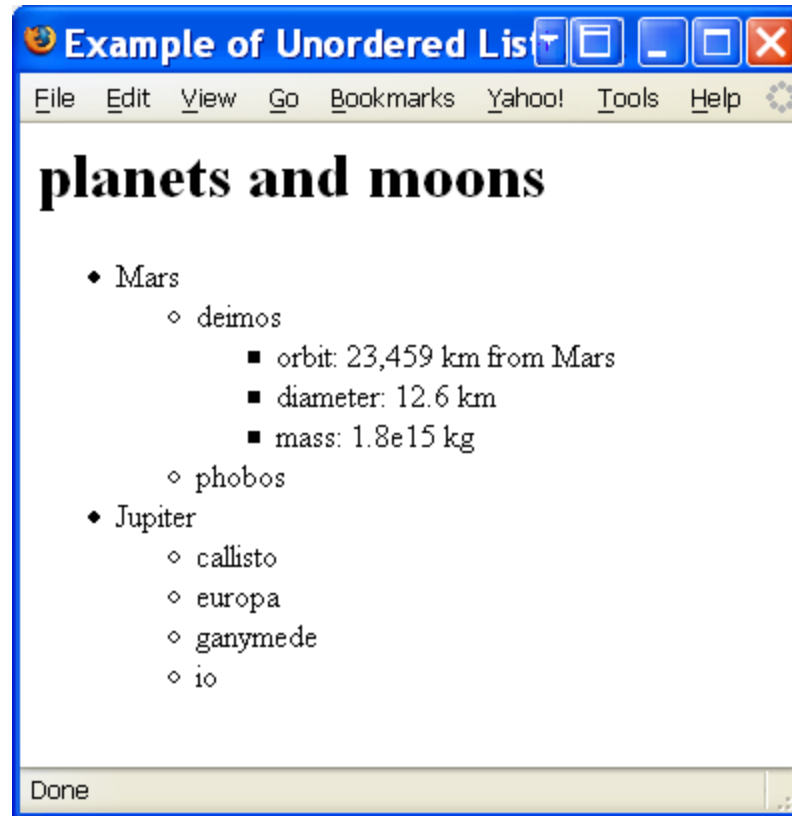 Example of Unordered List
File Edit View Go Bookmarks Yahoo! Tools Help
planets and moons
Mars
deimos
orbit: 23,459 km from Mars
diameter: 12.6 km
mass: 1.8e15 kg
phobos
Jupiter
callisto
europa
ganymede
io
Done